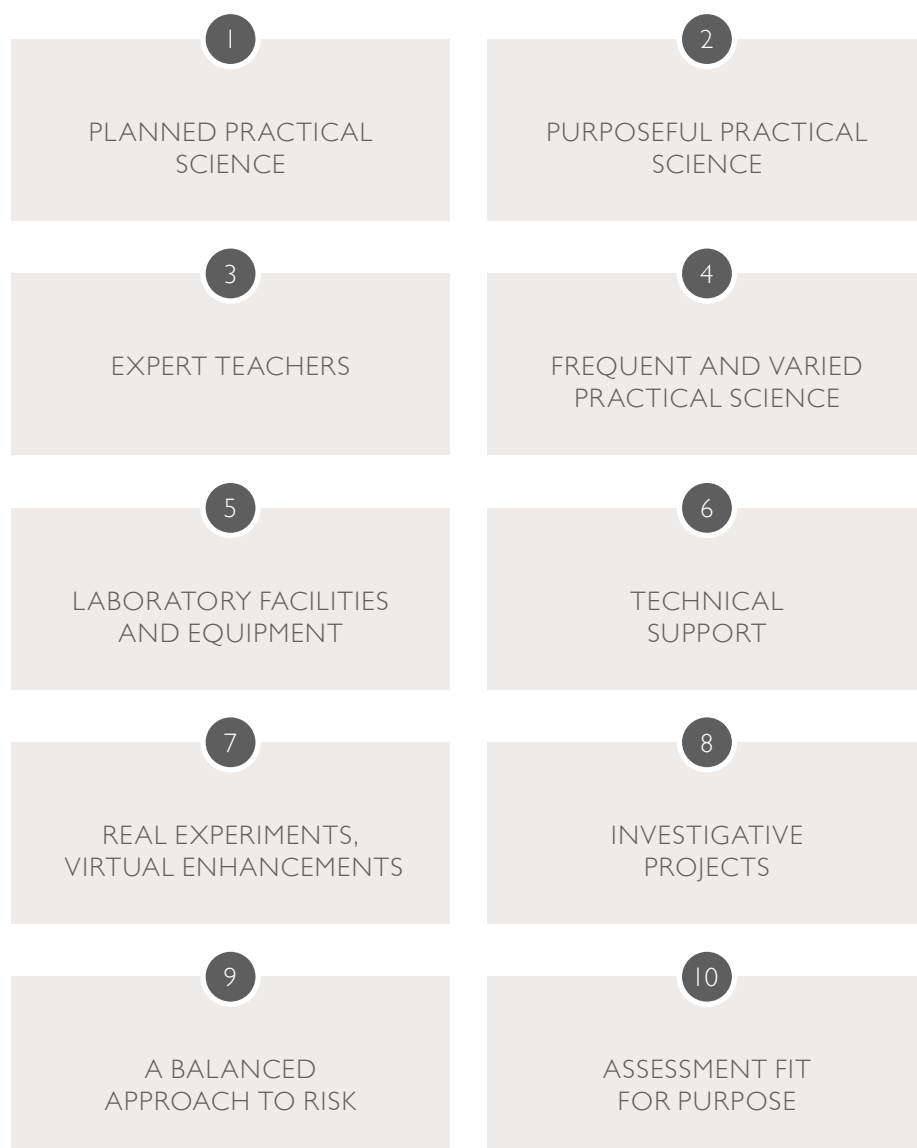 1
PLANNED PRACTICAL
SCIENCE
2
PURPOSEFUL PRACTICAL
SCIENCE
3
EXPERT TEACHERS
4
FREQUENT AND VARIED
PRACTICAL SCIENCE
5
LABORATORY FACILITIES
AND EQUIPMENT
6
TECHNICAL
SUPPORT
7
REAL EXPERIMENTS,
VIRTUAL ENHANCEMENTS
8
INVESTIGATIVE
PROJECTS
9
A BALANCED
APPROACH TO RISK
10
ASSESSMENT FIT
FOR PURPOSE